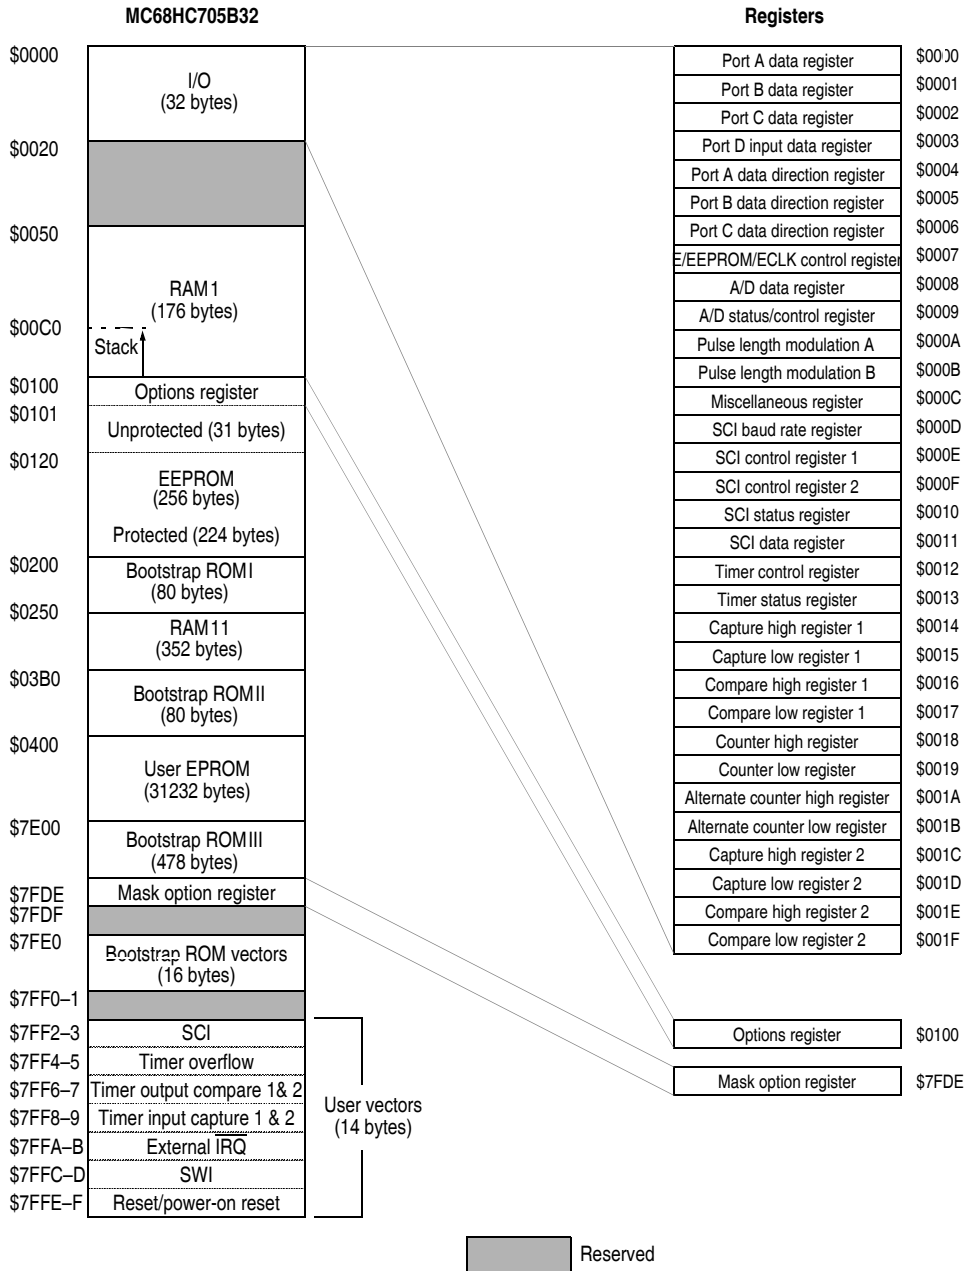 MC68HC705B32
$0000
I/O
(32 bytes)
$0020
$0050
RAM1
(176 bytes)
$00C0
Stack
$0100
Options register
$0101
Unprotected (31 bytes)
$0120
EEPROM
(256 bytes)
Protected (224 bytes)
$0200
Bootstrap ROMI
(80 bytes)
$0250
RAM11
(352 bytes)
$03B0
Bootstrap ROMII
(80 bytes)
$0400
User EPROM
(31232 bytes)
$7E00
Bootstrap ROMIII
(478 bytes)
$7FDE
Mask option register
$7FDF
$7FE0
Bootstrap ROM vectors
(16 bytes)
$7FF0–1
$7FF2–3
SCI
$7FF4–5
Timer overflow
$7FF6–7
Timer output compare 1& 2
$7FF8–9
Timer input capture 1 & 2
$7FFA–B
External IRQ
$7FFC–D
SWI
$7FFE–F
Reset/power-on reset
User vectors
(14 bytes)
Registers
Port A data register $0000
Port B data register $0001
Port C data register $0002
Port D input data register $0003
Port A data direction register $0004
Port B data direction register $0005
Port C data direction register $0006
E/EEPROM/ECLK control register $0007
A/D data register $0008
A/D status/control register $0009
Pulse length modulation A $000A
Pulse length modulation B $000B
Miscellaneous register $000C
SCI baud rate register $000D
SCI control register 1 $000E
SCI control register 2 $000F
SCI status register $0010
SCI data register $0011
Timer control register $0012
Timer status register $0013
Capture high register 1 $0014
Capture low register 1 $0015
Compare high register 1 $0016
Compare low register 1 $0017
Counter high register $0018
Counter low register $0019
Alternate counter high register $001A
Alternate counter low register $001B
Capture high register 2 $001C
Capture low register 2 $001D
Compare high register 2 $001E
Compare low register 2 $001F
Options register $0100
Mask option register $7FDE
Reserved